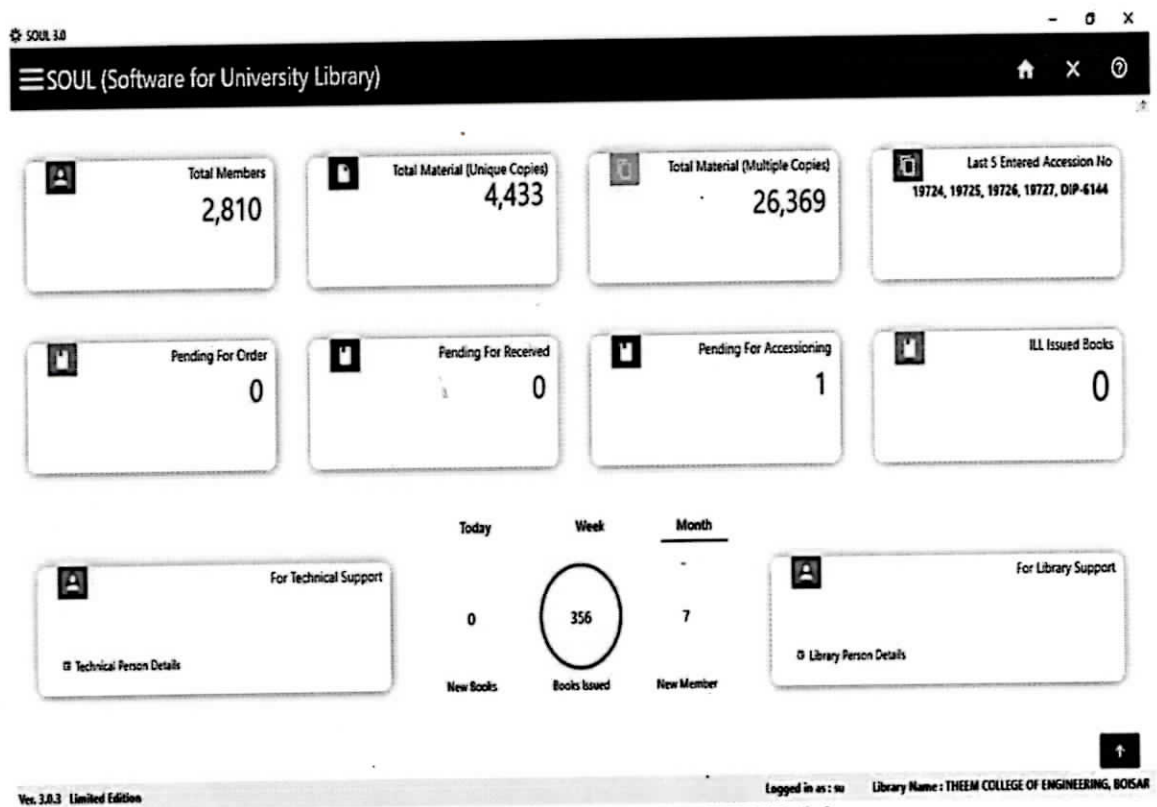 SOUL 3.0
SOUL (Software for University Library)
Total Members
2,810
Total Material (Unique Copies)
4,433
Total Material (Multiple Copies)
26,369
Last 5 Entered Accession No
19724, 19725, 19726, 19727, DIP-6144
Pending For Order
0
Pending For Received
0
Pending For Accessioning
1
ILL Issued Books
0
For Technical Support
Technical Person Details
Today Week Month
0 356 7
New Books Books Issued New Member
For Library Support
Library Person Details
Ver. 3.0.3 Limited Edition
Logged in as : su
Library Name : THEEM COLLEGE OF ENGINEERING, BOISAR